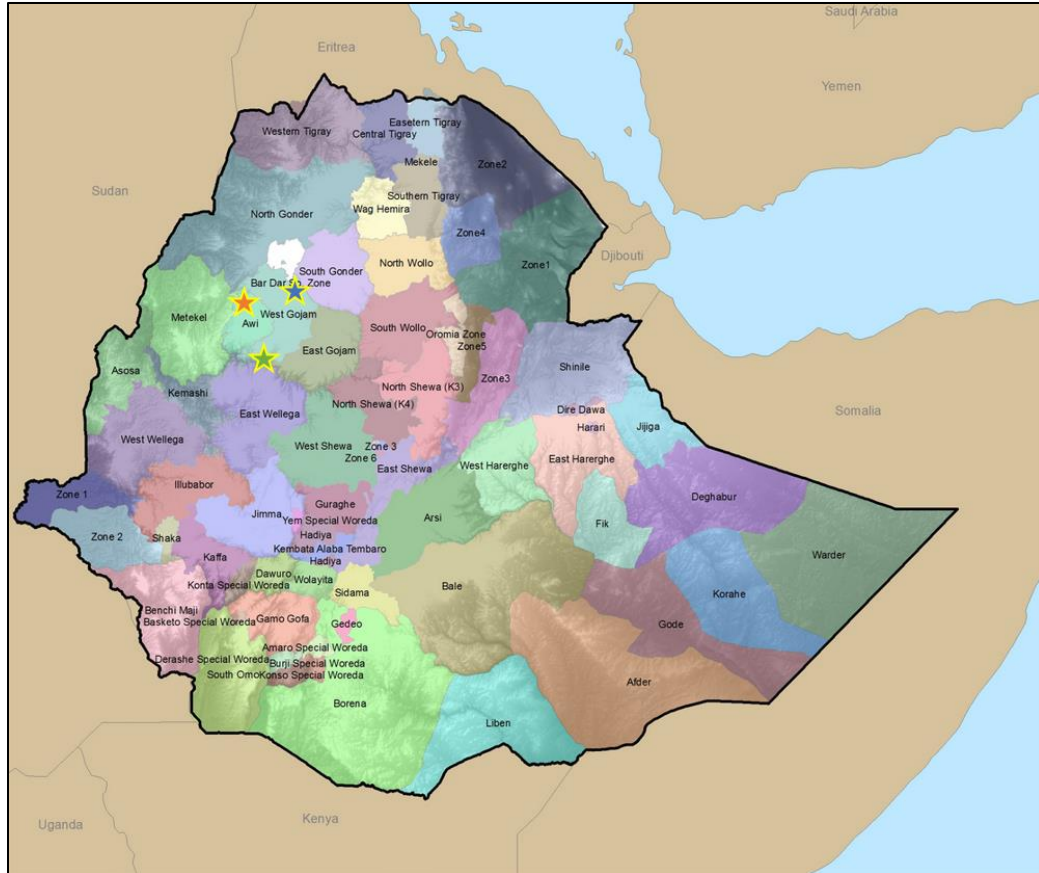 Saudi Arabia
Eritrea
Yemen
Easetern Tigray
Western Tigray
Central Tigray
Mekele
Zone2
Sudan
Southern Tigray
Wag Hemira
North Gonder
Zone4
Djibouti
North Wollo
Zone1
South Gonder
Bar Dar Sp. Zone
Metekel
West Gojam
Awi
South Wollo
Oromia Zone
Zone5
East Gojam
Asosa
Shinile
Zone3
North Shewa (K3)
Kemashi
North Shewa (K4)
Somalia
East Wellega
Dire Dawa
Harari
Jijiga
West Wellega
West Shewa
Zone 3
Zone 6
East Shewa
West Harerghe
East Harerghe
Illubabor
Zone 1
Deghabur
Guraghe
Jimma
Arsi
Yem Special Woreda
Fik
Hadiya
Zone 2
Shaka
Kaffa
Kembata Alaba Tembaro
Hadiya
Warder
Dawuro
Wolayita
Konta Special Woreda
Bale
Sidama
Korahe
Benchi Maji
Basketo Special Woreda
Gamo Gofa
Gedeo
Gode
Amaro Special Woreda
Derashe Special Woreda
Burji Special Woreda
South Omo
Konso Special Woreda
Afder
Borena
Liben
Kenya
Uganda